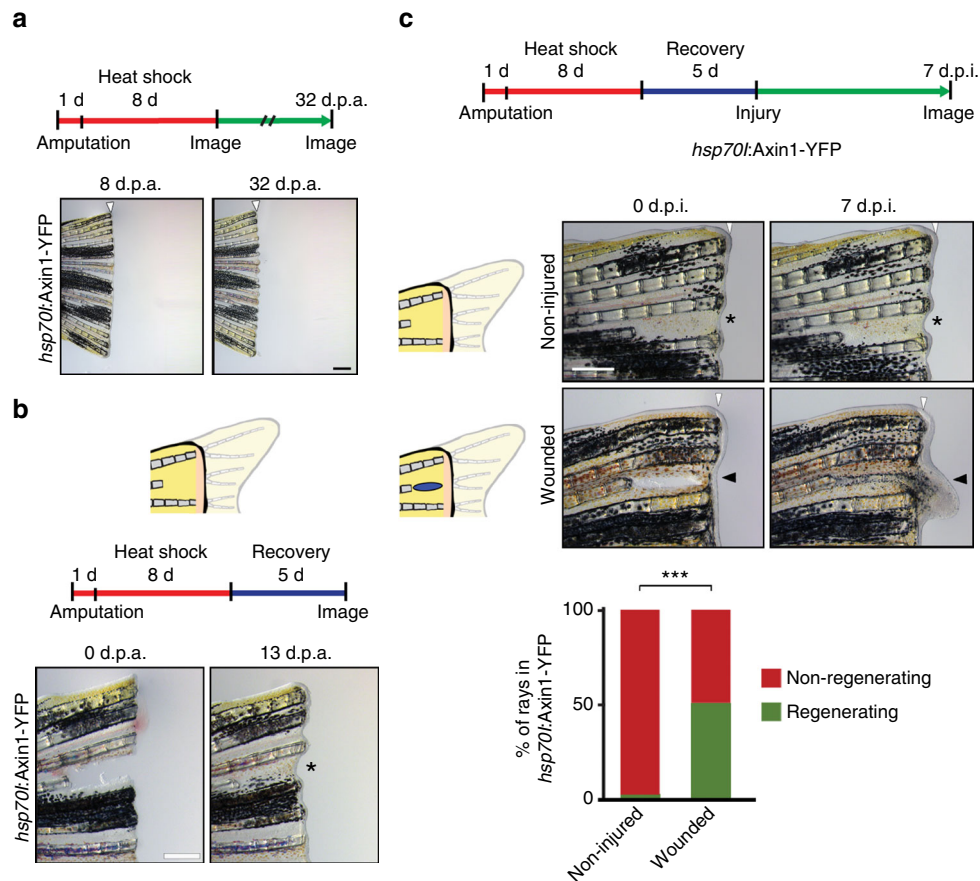 a
Heat shock
1 d 8 d 32 d.p.a.
Amputation Image Image
8 d.p.a. 32 d.p.a.
hsp70l:Axin1-YFP
b
Heat shock Recovery
1 d 8 d 5 d
Amputation Image
0 d.p.a. 13 d.p.a.
hsp70l:Axin1-YFP
*
c
Heat shock Recovery
1 d 8 d 5 d 7 d.p.i.
Amputation Injury Image
hsp70l:Axin1-YFP
0 d.p.i. 7 d.p.i.
Non-injured
* *
Wounded
***
100
50
0
% of rays in
hsp70l:Axin1-YFP
Non-regenerating
Regenerating
Non-injured
Wounded